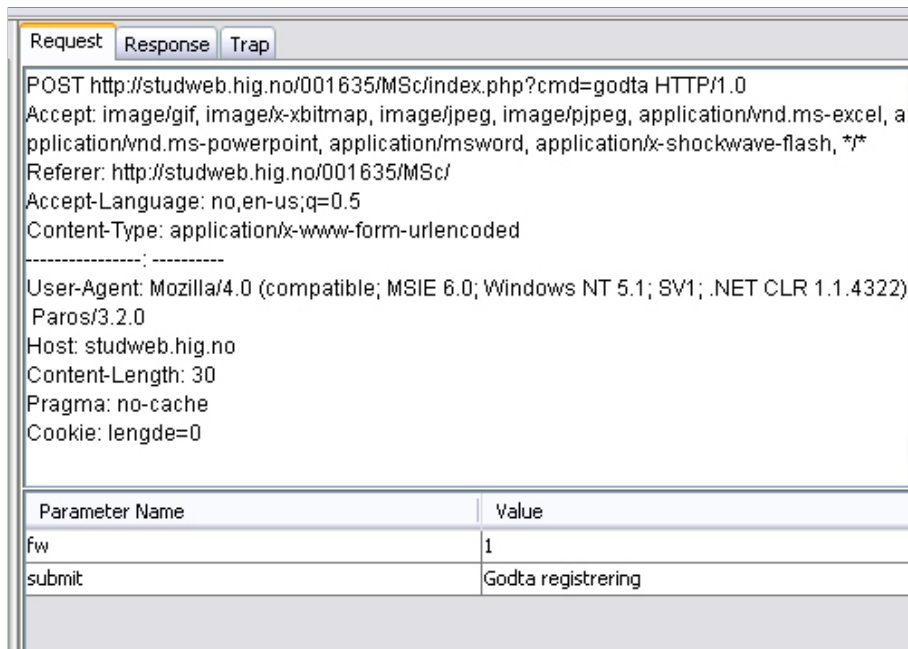 Request Response Trap
POST http://studweb.hig.no/001635/MSc/index.php?cmd=godta HTTP/1.0
Accept: image/gif, image/x-xbitmap, image/jpeg, image/pjpeg, application/vnd.ms-excel, a
pplication/vnd.ms-powerpoint, application/msword, application/x-shockwave-flash, */*
Referer: http://studweb.hig.no/001635/MSc/
Accept-Language: no,en-us;q=0.5
Content-Type: application/x-www-form-urlencoded
----------------: ----------
User-Agent: Mozilla/4.0 (compatible; MSIE 6.0; Windows NT 5.1; SV1; .NET CLR 1.1.4322)
Paros/3.2.0
Host: studweb.hig.no
Content-Length: 30
Pragma: no-cache
Cookie: lengde=0
Parameter Name Value
fw 1
submit Godta registrering